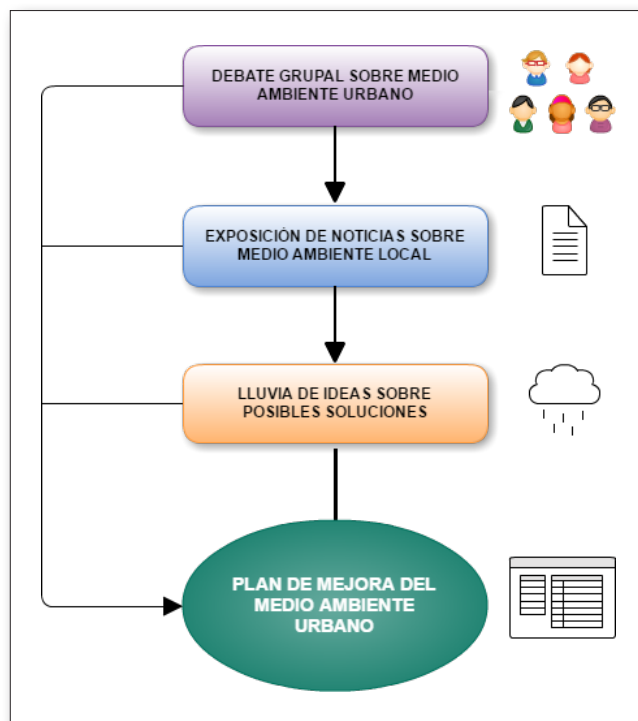 DEBATE GRUPAL SOBRE MEDIO
AMBIENTE URBANO
EXPOSICIÓN DE NOTICIAS SOBRE
MEDIO AMBIENTE LOCAL
LLUVIA DE IDEAS SOBRE
POSIBLES SOLUCIONES
PLAN DE MEJORA DEL
MEDIO AMBIENTE
URBANO